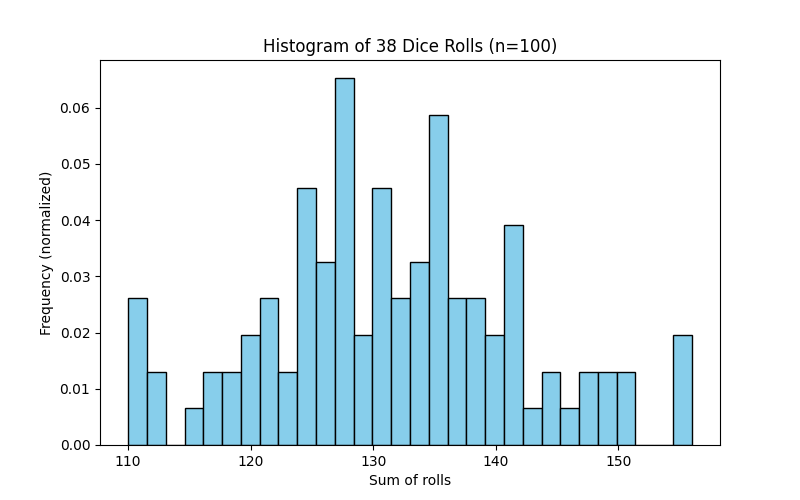 Histogram of 38 Dice Rolls (n=100)
Frequency (normalized)
0.06
0.05
0.04
0.03
0.02
0.01
0.00
110 120 130 140 150
Sum of rolls